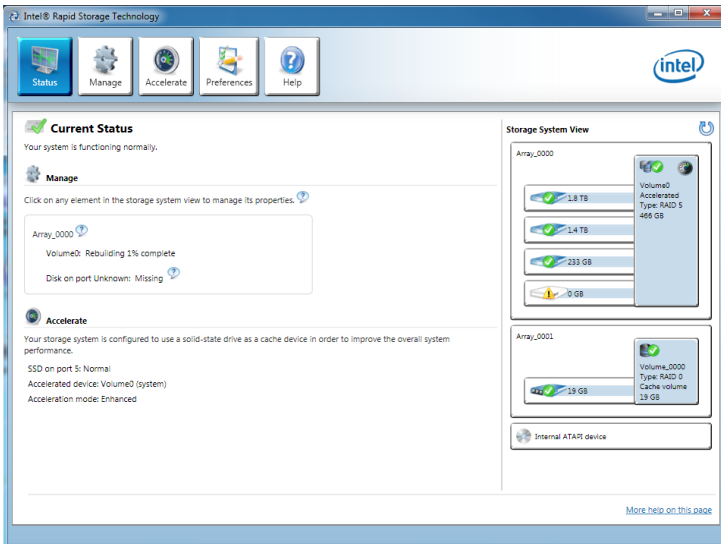 Intel® Rapid Storage Technology
Status
Manage
Accelerate
Preferences
Help
intel
Current Status
Your system is functioning normally.
Manage
Click on any element in the storage system view to manage its properties. ?
Array_0000 ?
Volume0: Rebuilding 1% complete
Disk on port Unknown: Missing ?
Accelerate
Your storage system is configured to use a solid-state drive as a cache device in order to improve the overall system
performance.
SSD on port 5: Normal
Accelerated device: Volume0 (system)
Acceleration mode: Enhanced
Storage System View
Array_0000
1.8 TB
1.4 TB
233 GB
0 GB
Volume0
Accelerated
Type: RAID 5
466 GB
Array_0001
19 GB
Volume_0000
Type: RAID 0
Cache volume
19 GB
Internal ATAPI device
More help on this page